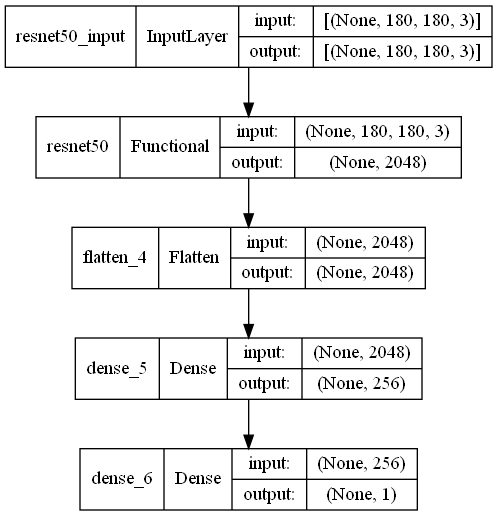 resnet50_input InputLayer input: [(None, 180, 180, 3)]
output: [(None, 180, 180, 3)]
resnet50 Functional input: (None, 180, 180, 3)
output: (None, 2048)
flatten_4 Flatten input: (None, 2048)
output: (None, 2048)
dense_5 Dense input: (None, 2048)
output: (None, 256)
dense_6 Dense input: (None, 256)
output: (None, 1)